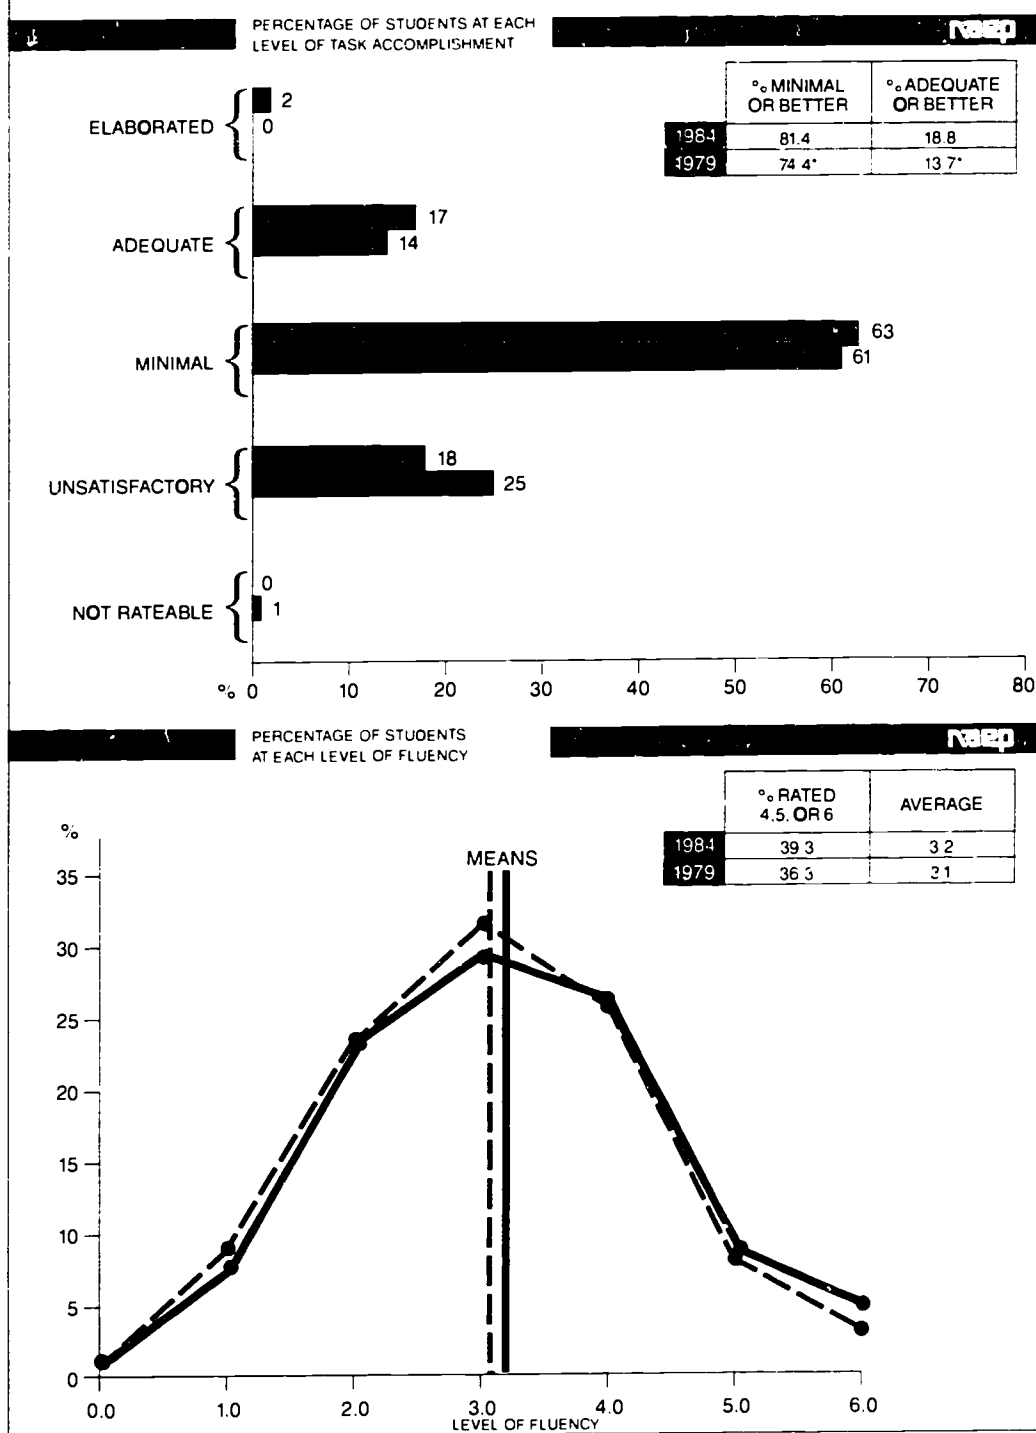 PERCENTAGE OF STUDENTS AT EACH
LEVEL OF TASK ACCOMPLISHMENT
naep
% MINIMAL OR BETTER
% ADEQUATE OR BETTER
1984 81.4 18.8
1979 74.4* 13.7*
ELABORATED
2
0
ADEQUATE
17
14
MINIMAL
63
61
UNSATISFACTORY
18
25
NOT RATEABLE
0
1
% 0 10 20 30 40 50 60 70 80
PERCENTAGE OF STUDENTS
AT EACH LEVEL OF FLUENCY
naep
% RATED 4.5. OR 6
AVERAGE
1984 39 3 3 2
1979 36 3 3 1
%
MEANS
35
30
25
20
15
10
5
0
0.0 1.0 2.0 3.0 4.0 5.0 6.0
LEVEL OF FLUENCY